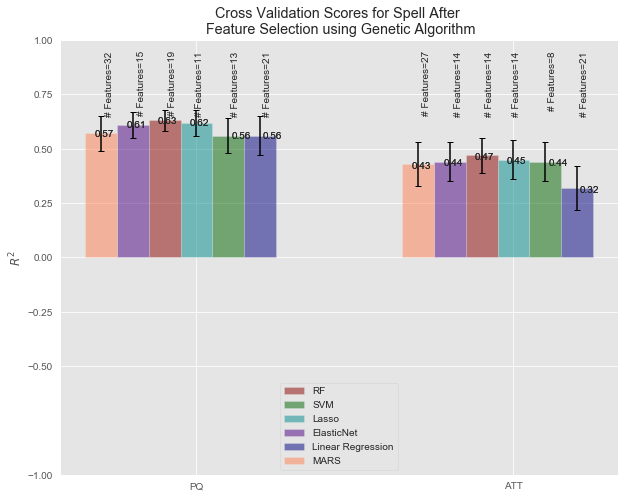 Cross Validation Scores for Spell After
Feature Selection using Genetic Algorithm
R²
1.00
0.75
0.50
0.25
0.00
−0.25
−0.50
−1.00
# Features=32
# Features=15
# Features=19
# Features=11
# Features=13
# Features=21
# Features=27
# Features=14
# Features=14
# Features=14
# Features=8
# Features=21
0.57
0.61
0.63
0.62
0.56
0.56
0.43
0.44
0.47
0.45
0.44
0.32
RF
SVM
Lasso
ElasticNet
Linear Regression
MARS
PQ
ATT